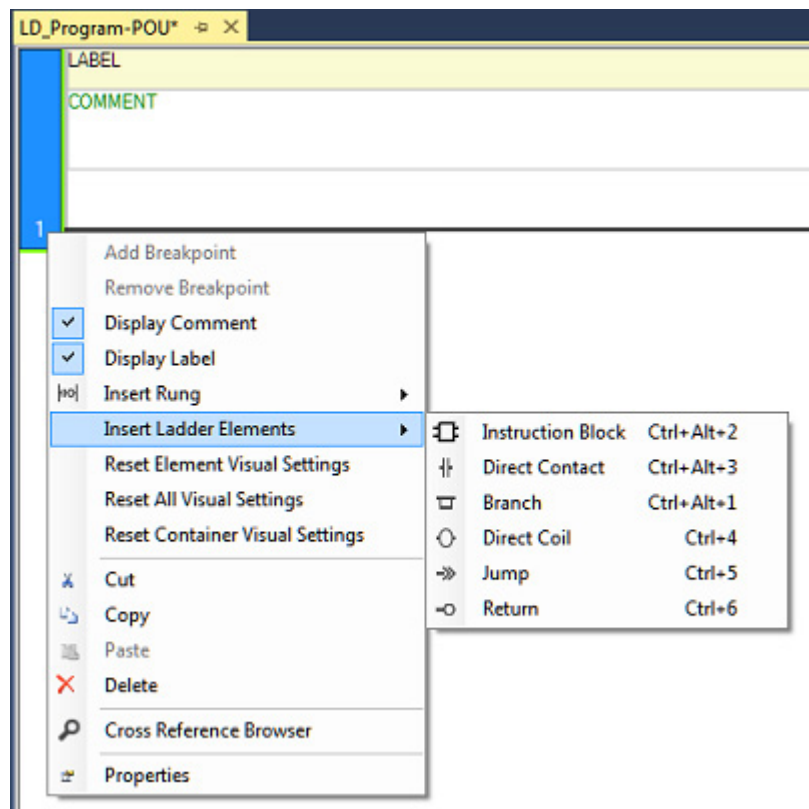 LD_Program-POU*
LABEL
COMMENT
1
Add Breakpoint
Remove Breakpoint
Display Comment
Display Label
Insert Rung
Insert Ladder Elements
Reset Element Visual Settings
Reset All Visual Settings
Reset Container Visual Settings
Cut
Copy
Paste
Delete
Cross Reference Browser
Properties
Instruction Block Ctrl+Alt+2
Direct Contact Ctrl+Alt+3
Branch Ctrl+Alt+1
Direct Coil Ctrl+4
Jump Ctrl+5
Return Ctrl+6